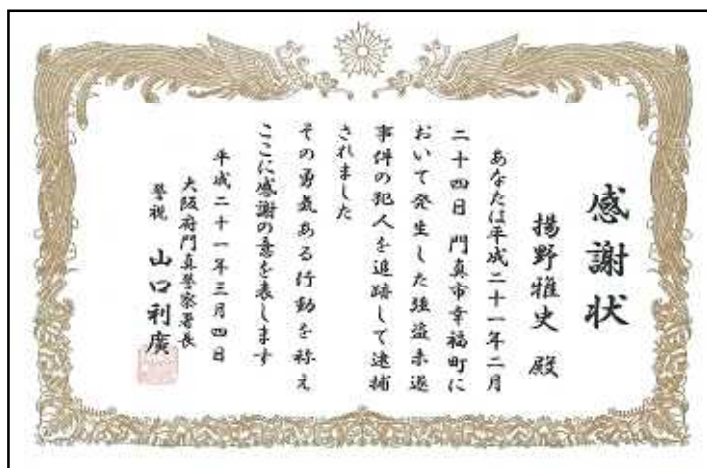 感謝状
揚野雅史 殿
あなたは平成二十一年二月
二十四日 門真市幸福町に
おいて発生した強盗未遂
事件の犯人を追跡して逮捕
されました
その勇気ある行動を称え
ここに感謝の意を表します
平成二十一年三月四日
大阪府門真警察署長
警視 山口利廣